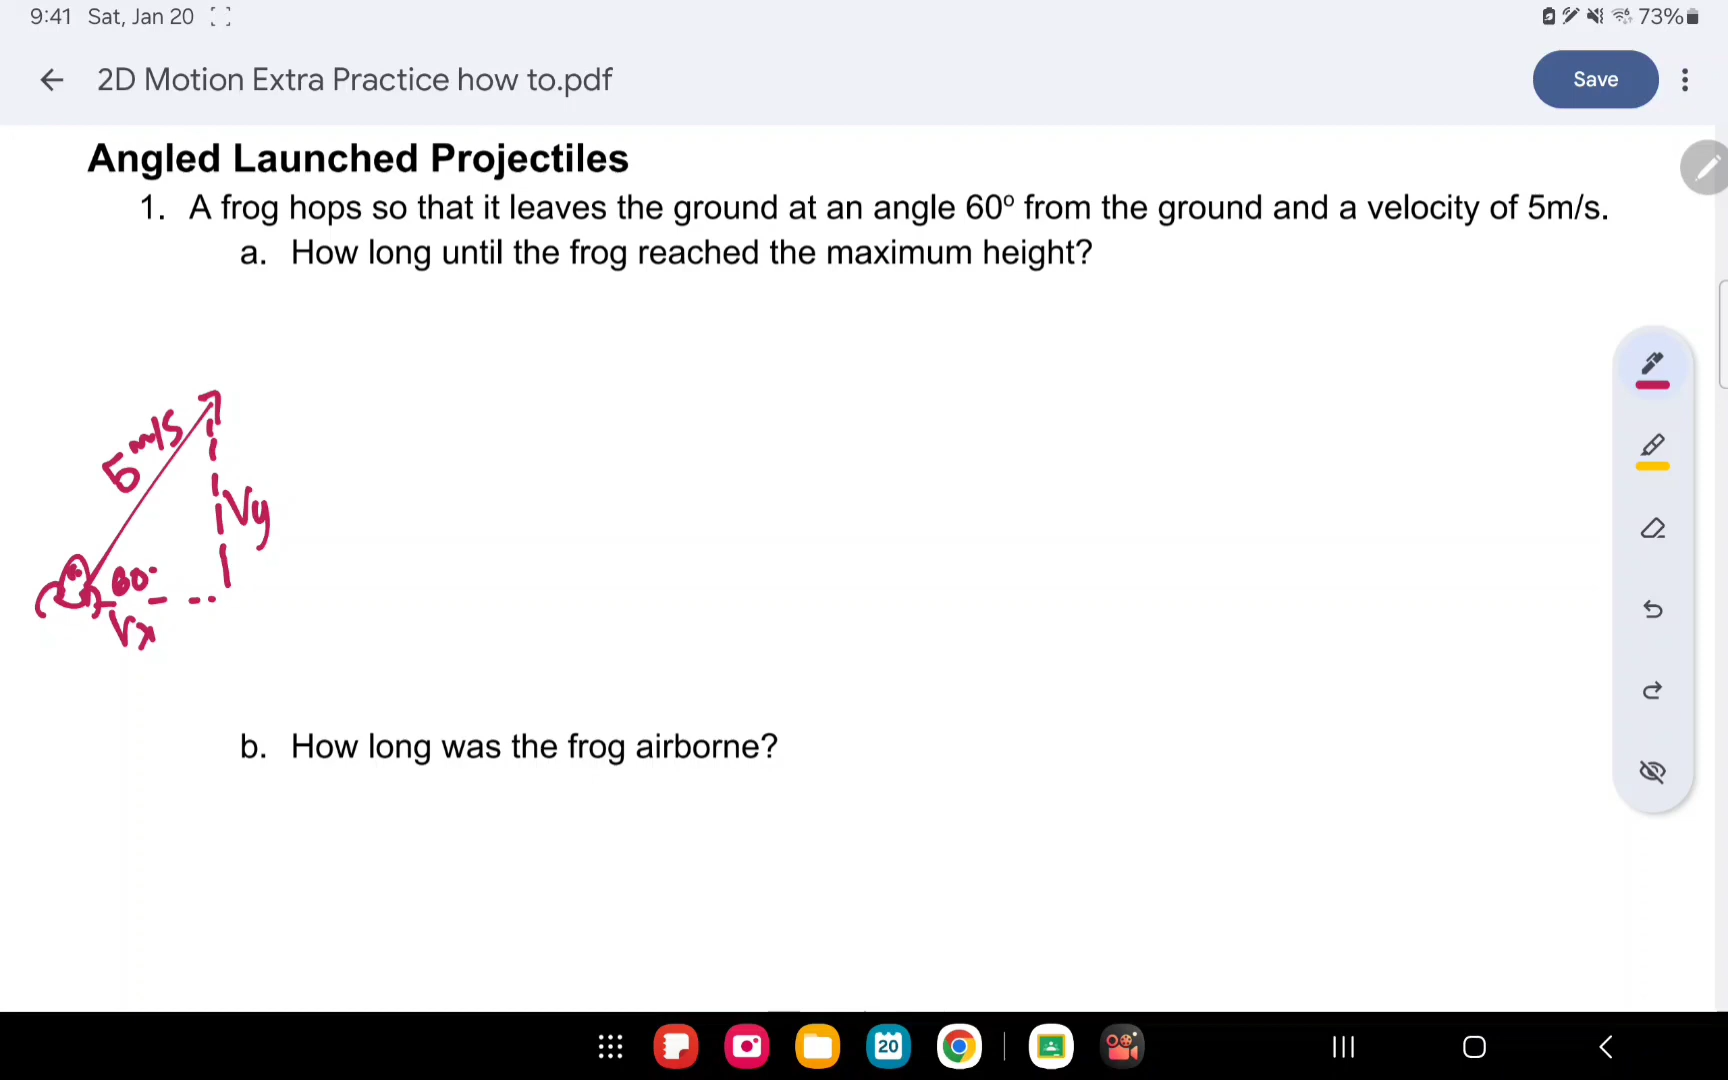 9:41 Sat, Jan 20
73%
2D Motion Extra Practice how to.pdf
Save
Angled Launched Projectiles
1. A frog hops so that it leaves the ground at an angle 60º from the ground and a velocity of 5m/s.
a. How long until the frog reached the maximum height?
5 m/s
Vy
60°
Vx
b. How long was the frog airborne?
20